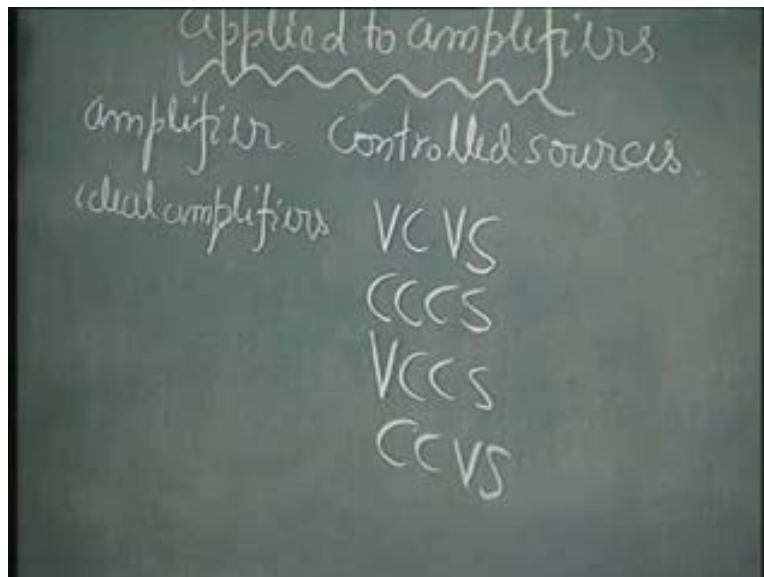 applied to amplifiers
amplifier controlled sources.
ideal amplifiers VCVS
CCCS
VCCS
CCVS